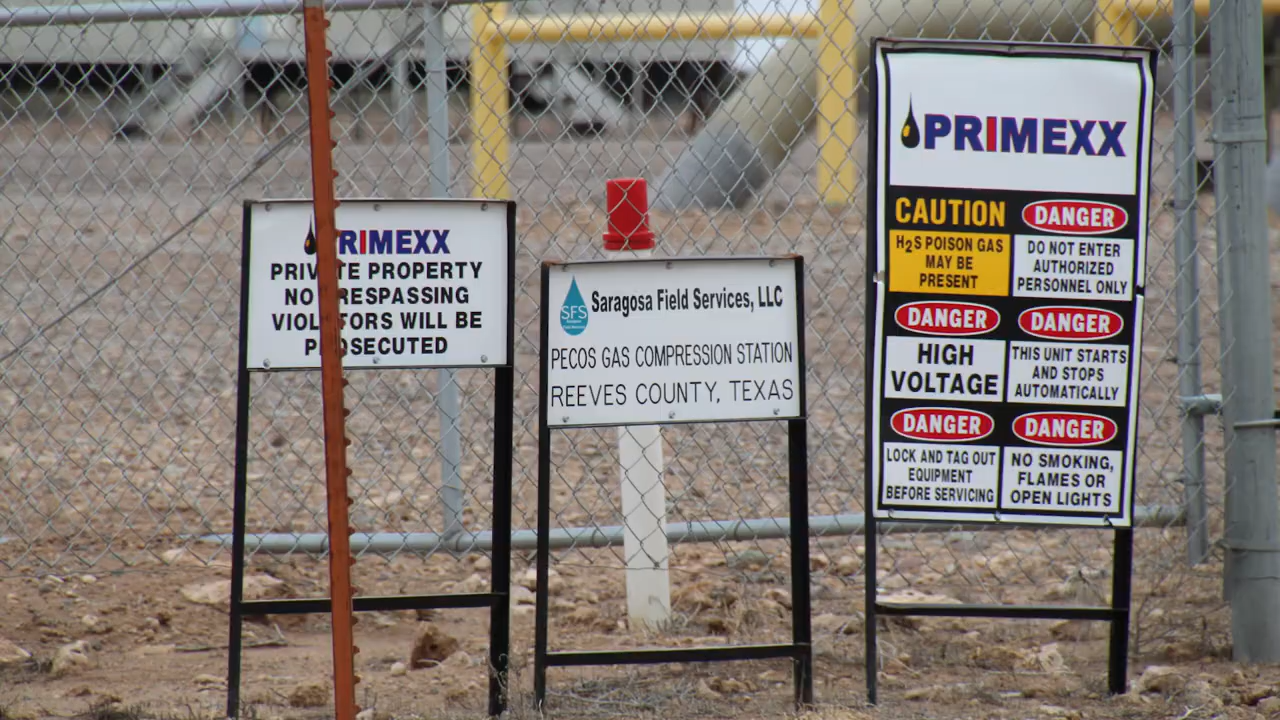 PRIMEXX
PRIVATE PROPERTY
NO TRESPASSING
VIOLATORS WILL BE
PROSECUTED
SFS
Saragosa Field Services, LLC
PECOS GAS COMPRESSION STATION
REEVES COUNTY, TEXAS
PRIMEXX
CAUTION
H₂S POISON GAS
MAY BE
PRESENT
DANGER
DO NOT ENTER
AUTHORIZED
PERSONNEL ONLY
DANGER
HIGH
VOLTAGE
DANGER
THIS UNIT STARTS
AND STOPS
AUTOMATICALLY
DANGER
LOCK AND TAG OUT
EQUIPMENT
BEFORE SERVICING
DANGER
NO SMOKING,
FLAMES OR
OPEN LIGHTS